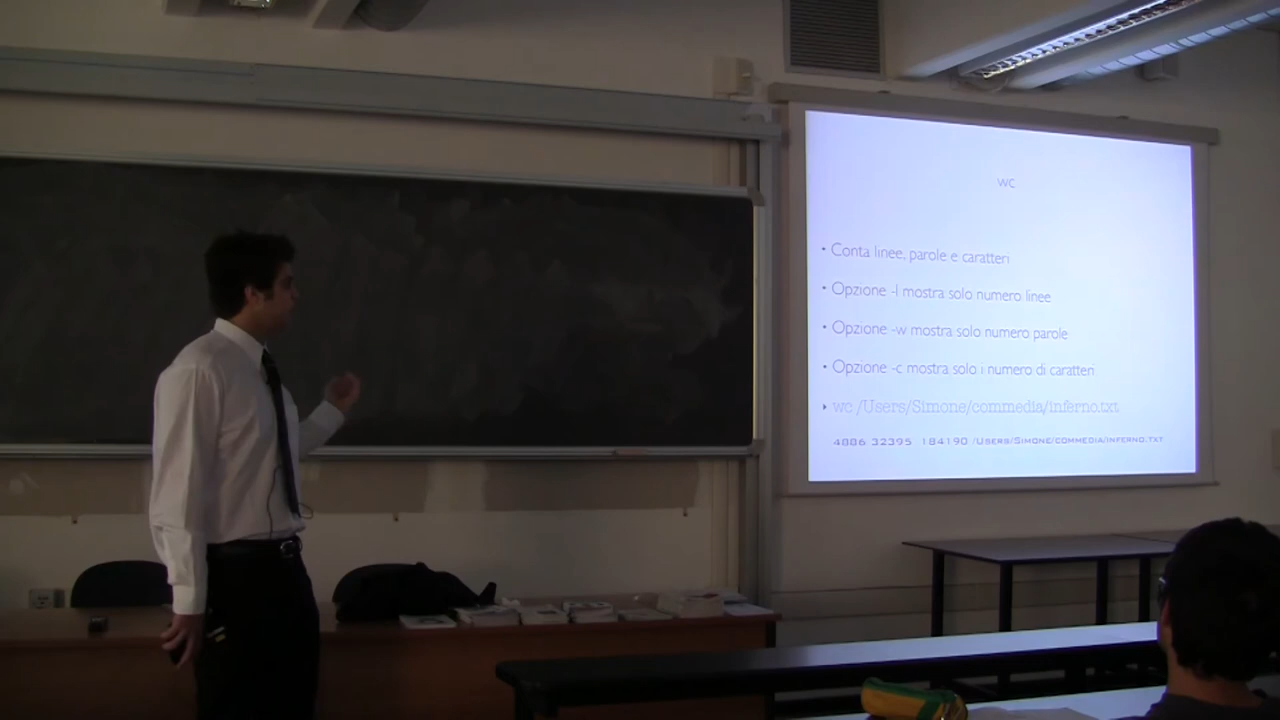 wc
• Conta linee, parole e caratteri
• Opzione -l mostra solo numero linee
• Opzione -w mostra solo numero parole
• Opzione -c mostra solo i numero di caratteri
‣ wc /Users/Simone/commedia/inferno.txt
4886 32395 184190 /Users/Simone/commedia/inferno.txt